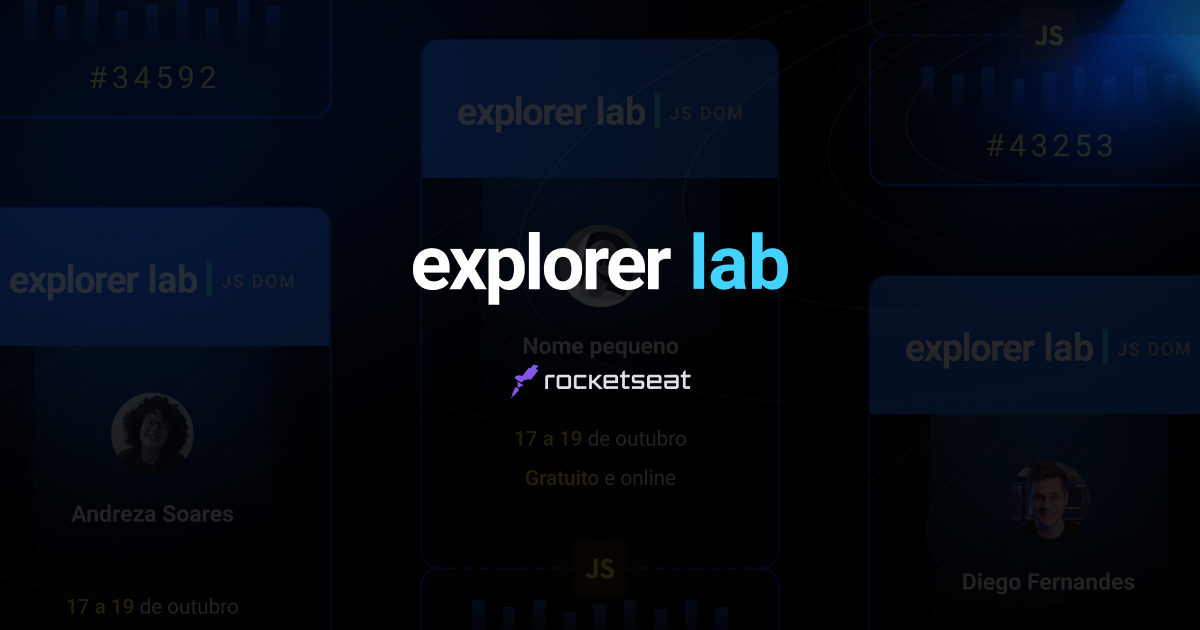 #34592
explorer lab | JS DOM
Andreza Soares
17 a 19 de outubro
explorer lab | JS DOM
explorer lab
Nome pequeno
rocketseat
17 a 19 de outubro
Gratuito e online
JS
JS
#43253
explorer lab | JS DOM
Diego Fernandes